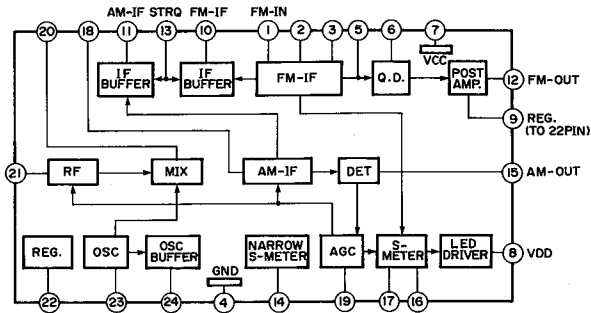 AM-IF STRQ FM-IF FM-IN
20 18 11 13 10 1 2 3 5 6 7
VCC
IF BUFFER
IF BUFFER
FM-IF
Q.D.
POST AMP.
12 FM-OUT
9 REG. (TO 22PIN)
21
RF
MIX
AM-IF
DET
15 AM-OUT
REG.
OSC
OSC BUFFER
GND
NARROW S-METER
AGC
S-METER
LED DRIVER
8 VDD
22 23 24 4 14 19 17 16